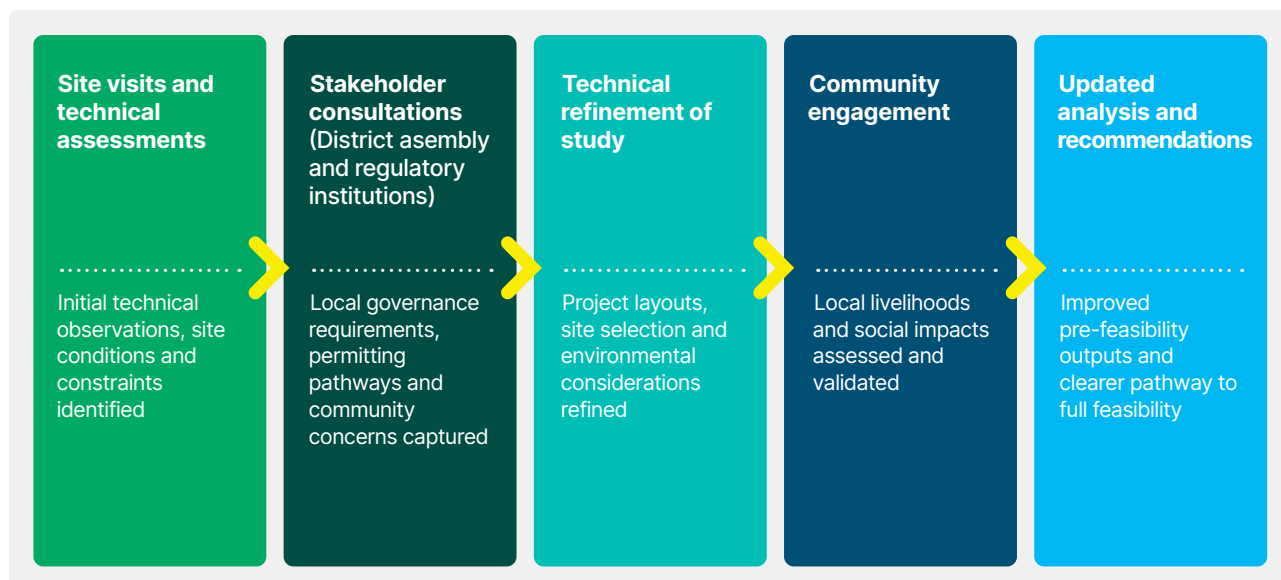 Site visits and
technical
assessments
Initial technical
observations, site
conditions and
constraints
identified
Stakeholder
consultations
(District asembly
and regulatory
institutions)
Local governance
requirements,
permitting
pathways and
community
concerns captured
Technical
refinement of
study
Project layouts,
site selection and
environmental
considerations
refined
Community
engagement
Local livelihoods
and social impacts
assessed and
validated
Updated
analysis and
recommendations
Improved
pre-feasibility
outputs and
clearer pathway to
full feasibility